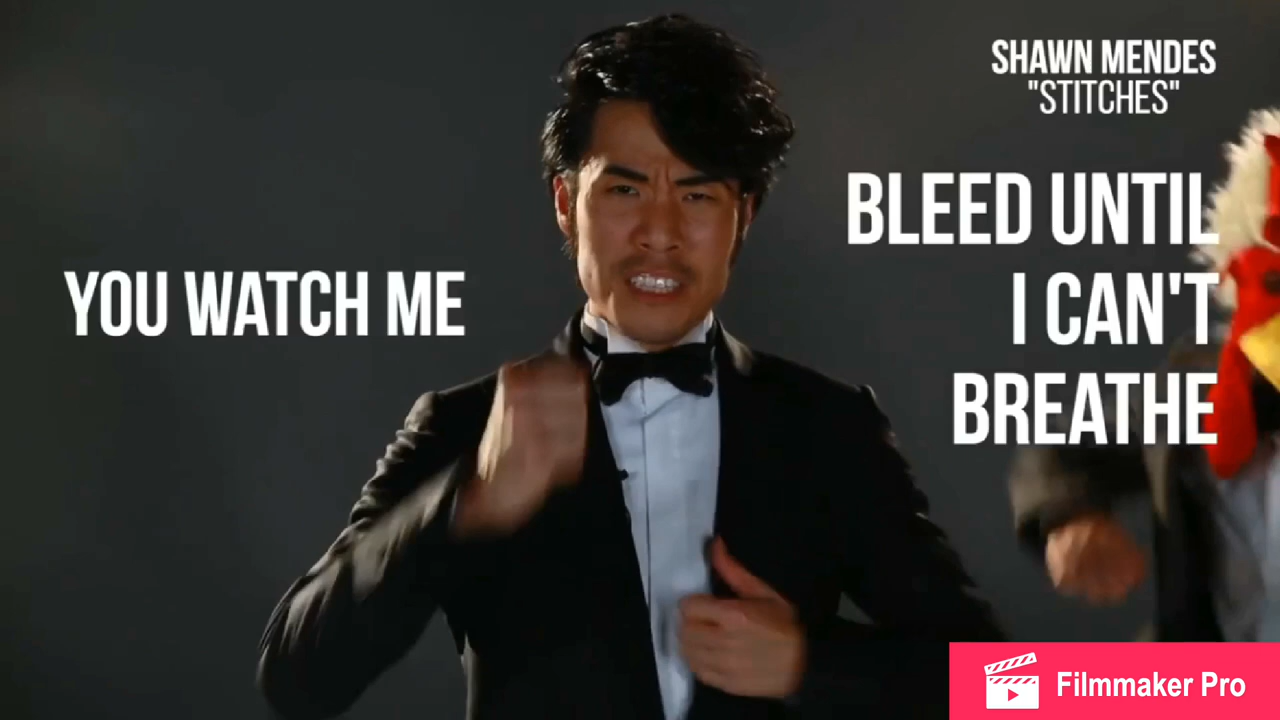 SHAWN MENDES
"STITCHES"
YOU WATCH ME
BLEED UNTIL
I CAN'T
BREATHE
Filmmaker Pro